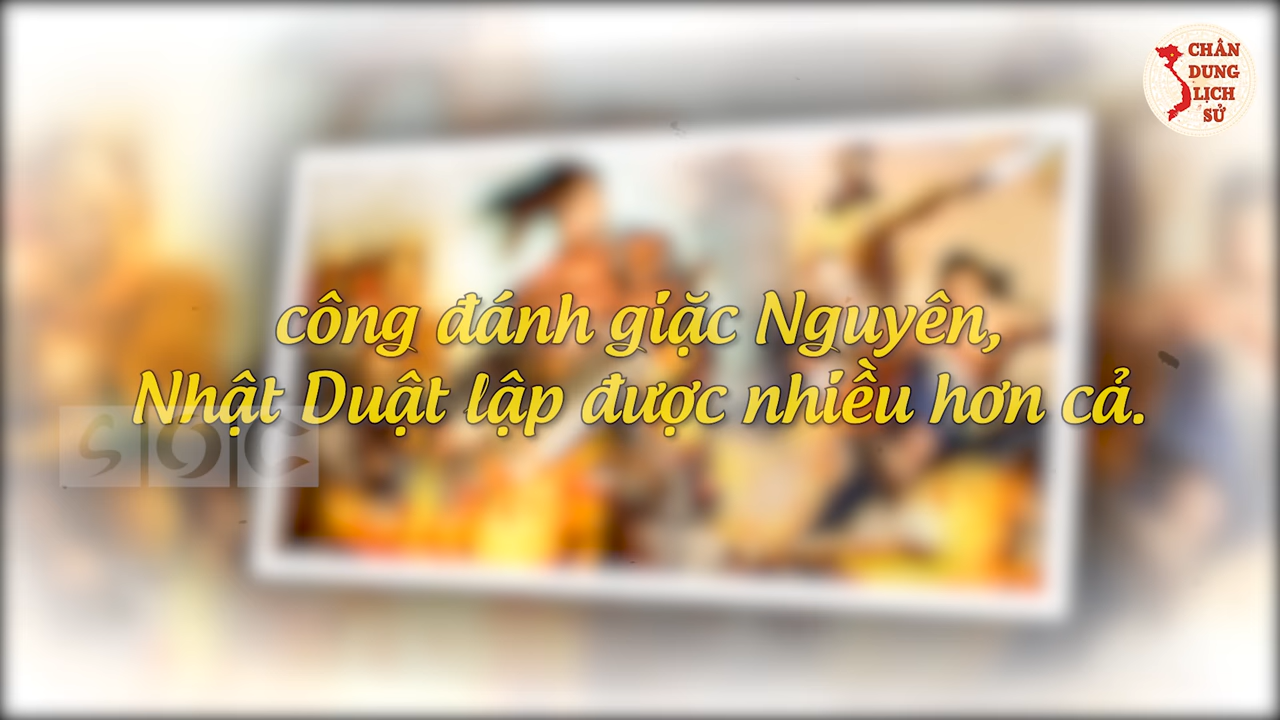 CHÂN
DUNG
LỊCH
SỬ
công đánh giặc Nguyên,
Nhật Duật lập được nhiều hơn cả.